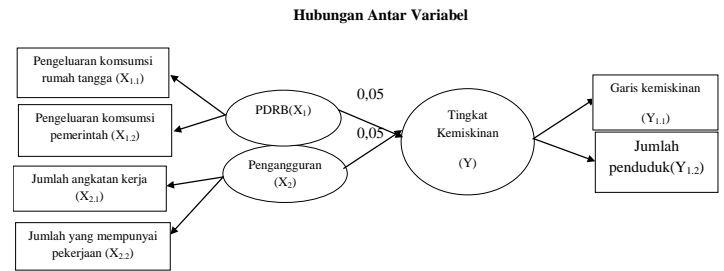 Hubungan Antar Variabel
Pengeluaran komsumsi
rumah tangga (X1.1)
Pengeluaran komsumsi
pemerintah (X1.2)
Jumlah angkatan kerja
(X2.1)
Jumlah yang mempunyai
pekerjaan (X2.2)
PDRB(X1)
Pengangguran
(X2)
0,05
0,05
Tingkat
Kemiskinan
(Y)
Garis kemiskinan
(Y1.1)
Jumlah
penduduk(Y1.2)